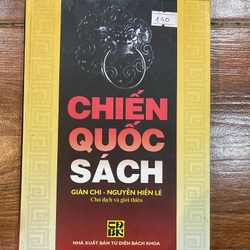 150
CHIẾN
QUỐC
SÁCH
GIẢN CHI - NGUYỄN HIẾN LÊ
Chú dịch và giới thiệu
NHÀ XUẤT BẢN TỪ ĐIỂN BÁCH KHOA